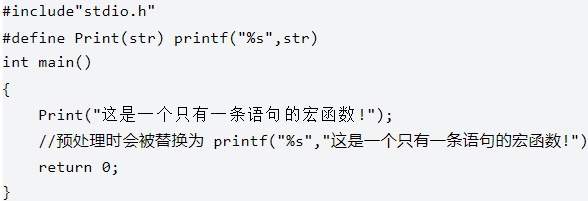 #include"stdio.h"
#define Print(str) printf("%s",str)
int main()
{
    Print("这是一个只有一条语句的宏函数!");
    //预处理时会被替换为 printf("%s","这是一个只有一条语句的宏函数!")
    return 0;
}